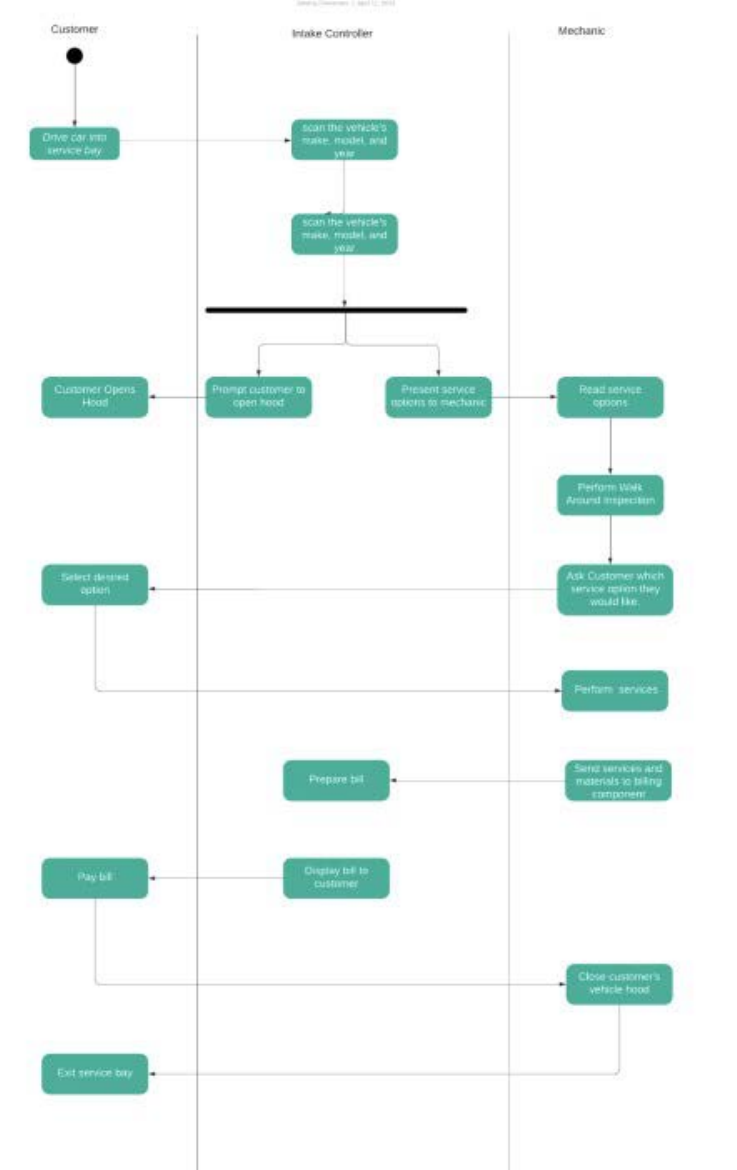 Customer
Intake Controller
Mechanic
Drive car into
service bay
scan the vehicle's
make, model, and
year
scan the vehicle's
make, model, and
year
Customer Opens
Hood
Prompt customer to
open hood
Present service
options to mechanic
Read service
options
Perform Walk
Around Inspection
Select desired
option
Ask Customer which
service option they
would like.
Perform services
Prepare bill
Send services and
materials to billing
component
Pay bill
Display bill to
customer
Close customer's
vehicle hood
Exit service bay